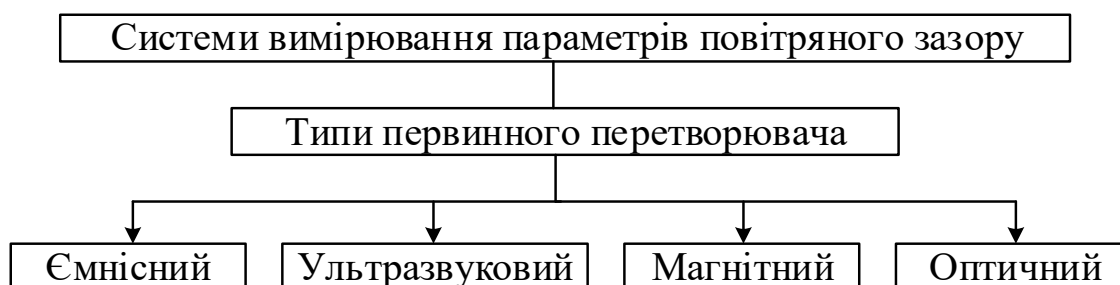 Системи вимірювання параметрів повітряного зазору
Типи первинного перетворювача
Ємнісний
Ультразвуковий
Магнітний
Оптичний